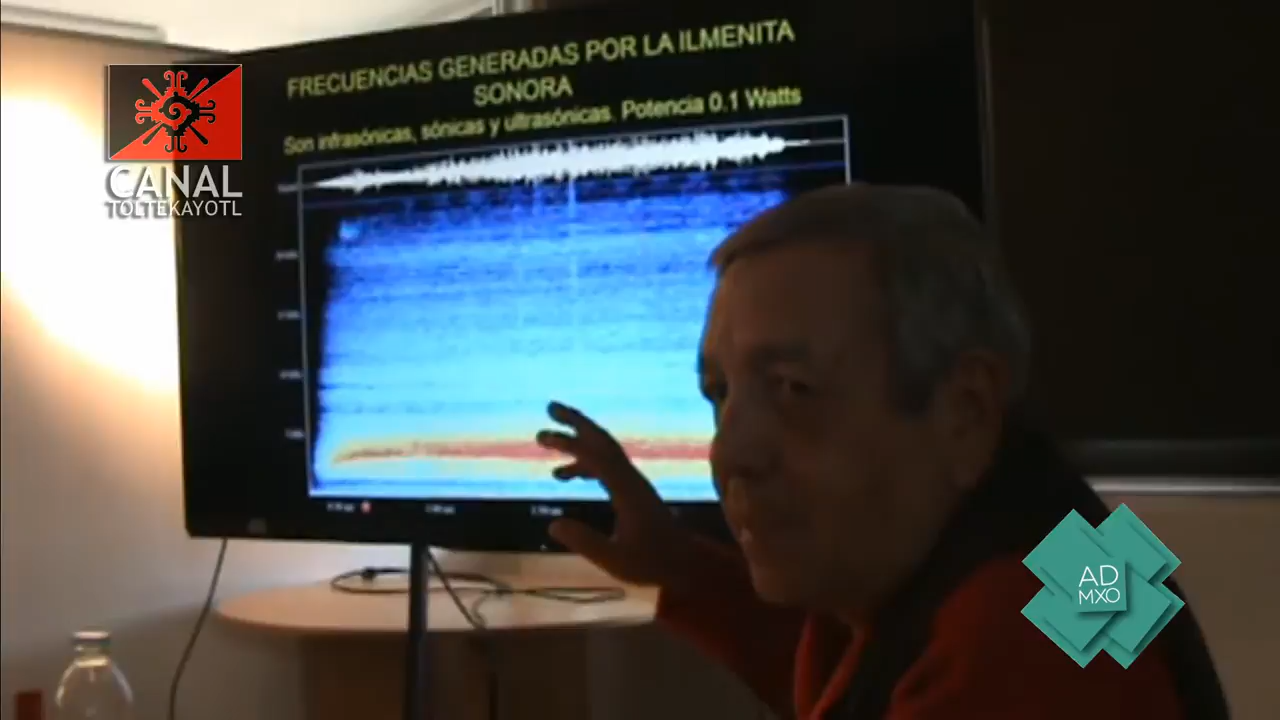 FRECUENCIAS GENERADAS POR LA ILMENITA
SONORA
Son infrasónicas, sónicas y ultrasónicas. Potencia 0.1 Watts
CANAL
TOLTEKAYOTL
AD
MXO